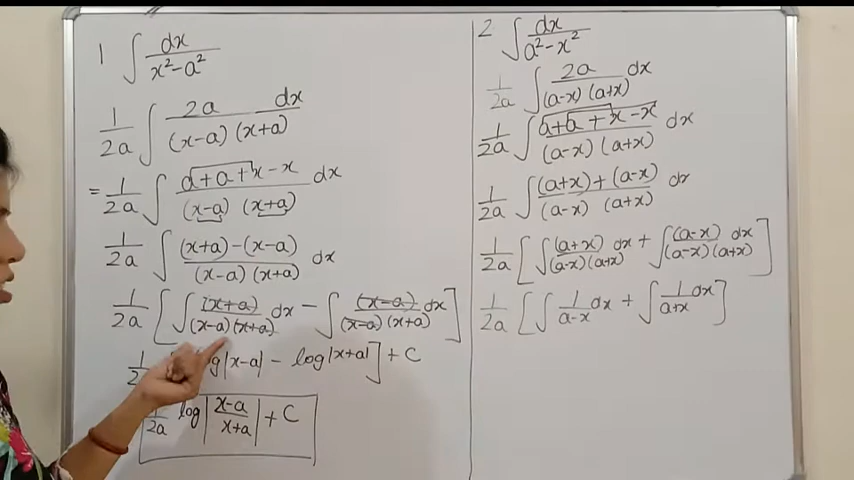 1 ∫ dx / x² - a²
1/2a ∫ 2a dx / (x-a) (x+a)
= 1/2a ∫ a+a+x-x / (x-a) (x+a) dx
1/2a ∫ (x+a)-(x-a) / (x-a) (x+a) dx
1/2a [ ∫ (x+a) / (x-a)(x+a) dx - ∫ (x-a) / (x-a)(x+a) dx ]
|x-a| - log|x+a| ] + C
1/2a log | x-a / x+a | + C
2 ∫ dx / a² - x²
1/2a ∫ 2a / (a-x) (a+x) dx
1/2a ∫ a+a+x-x / (a-x) (a+x) dx
1/2a ∫ (a+x)+(a-x) / (a-x) (a+x) dx
1/2a [ ∫ (a+x) / (a-x)(a+x) dx + ∫ (a-x) dx / (a-x)(a+x) ]
1/2a [ ∫ 1 / a-x dx + ∫ 1 / a+x dx ]